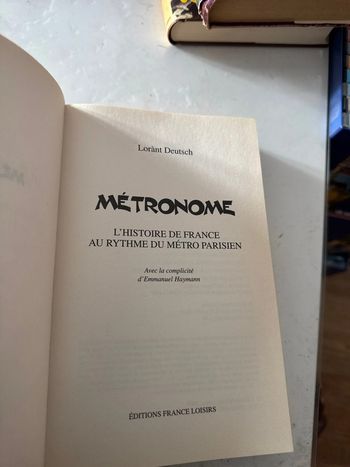 Lorànt Deutsch
MÉTRONOME
L'HISTOIRE DE FRANCE
AU RYTHME DU MÉTRO PARISIEN
Avec la complicité
d'Emmanuel Haymann
ÉDITIONS FRANCE LOISIRS